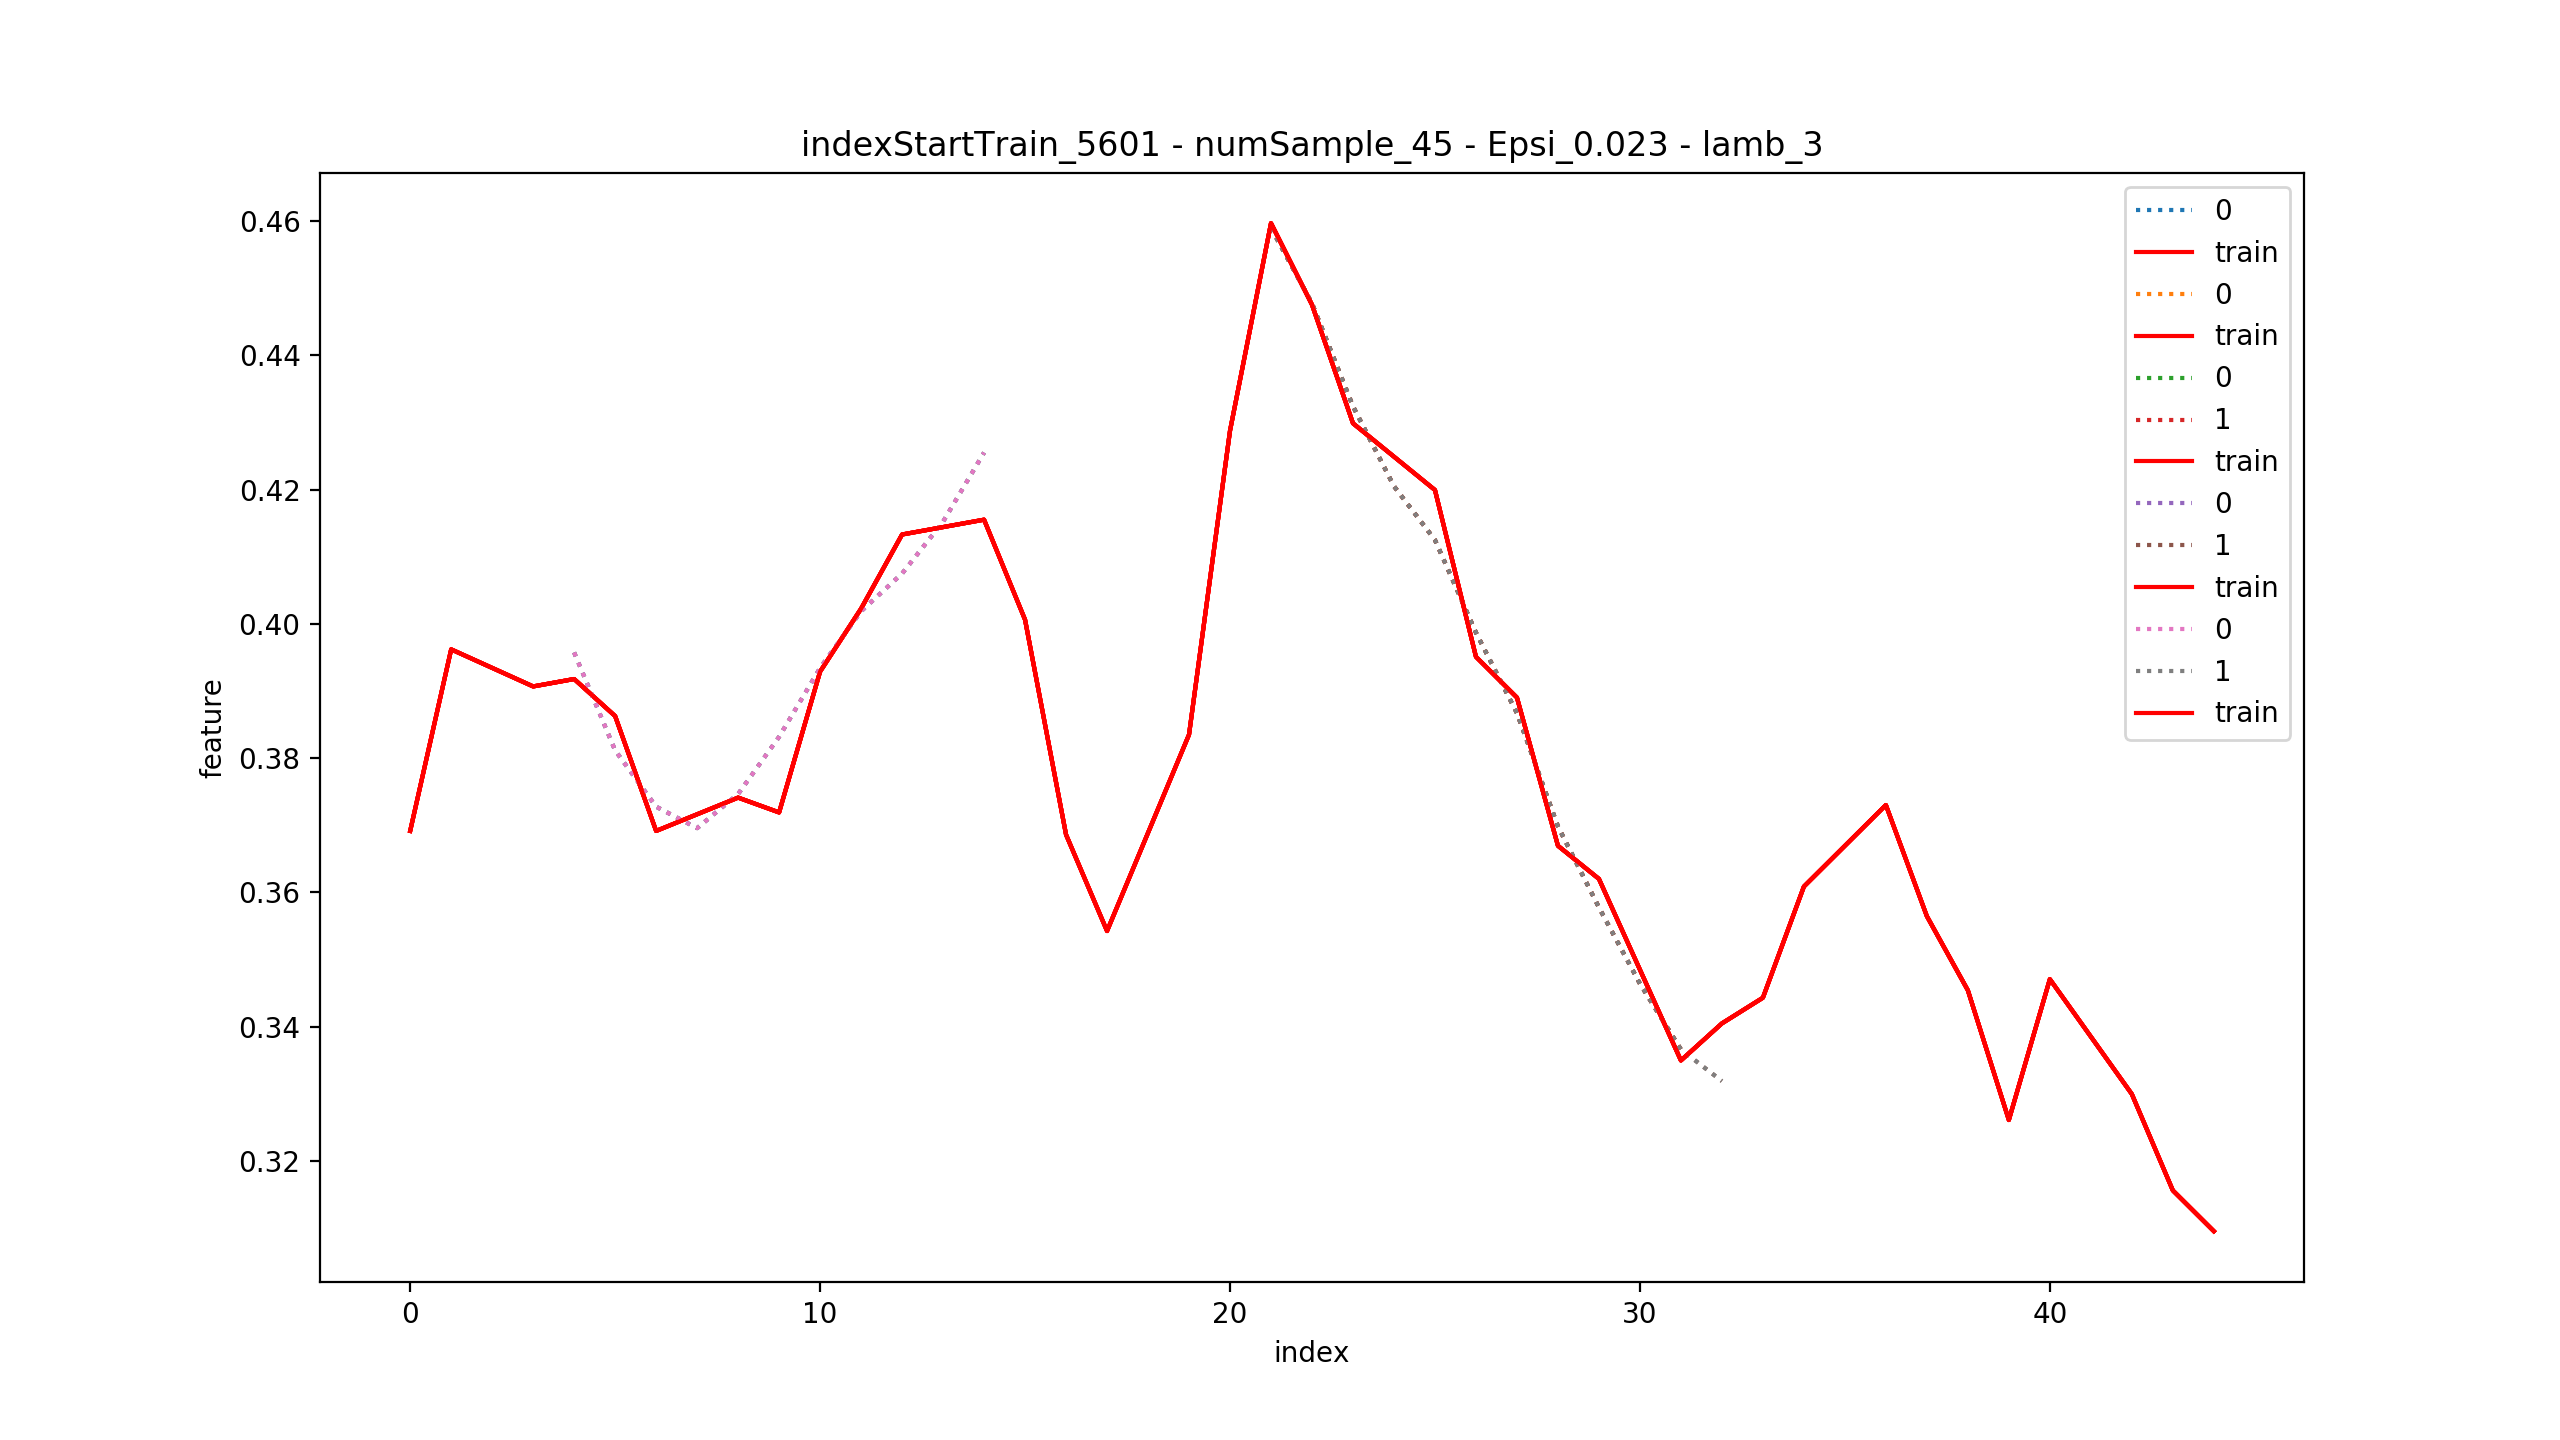 indexStartTrain_5601 - numSample_45 - Epsi_0.023 - lamb_3
0.46
0.44
0.42
0.40
0.38
0.36
0.34
0.32
feature
0
train
0
train
0
1
train
0
1
train
0
1
train
0 10 20 30 40
index